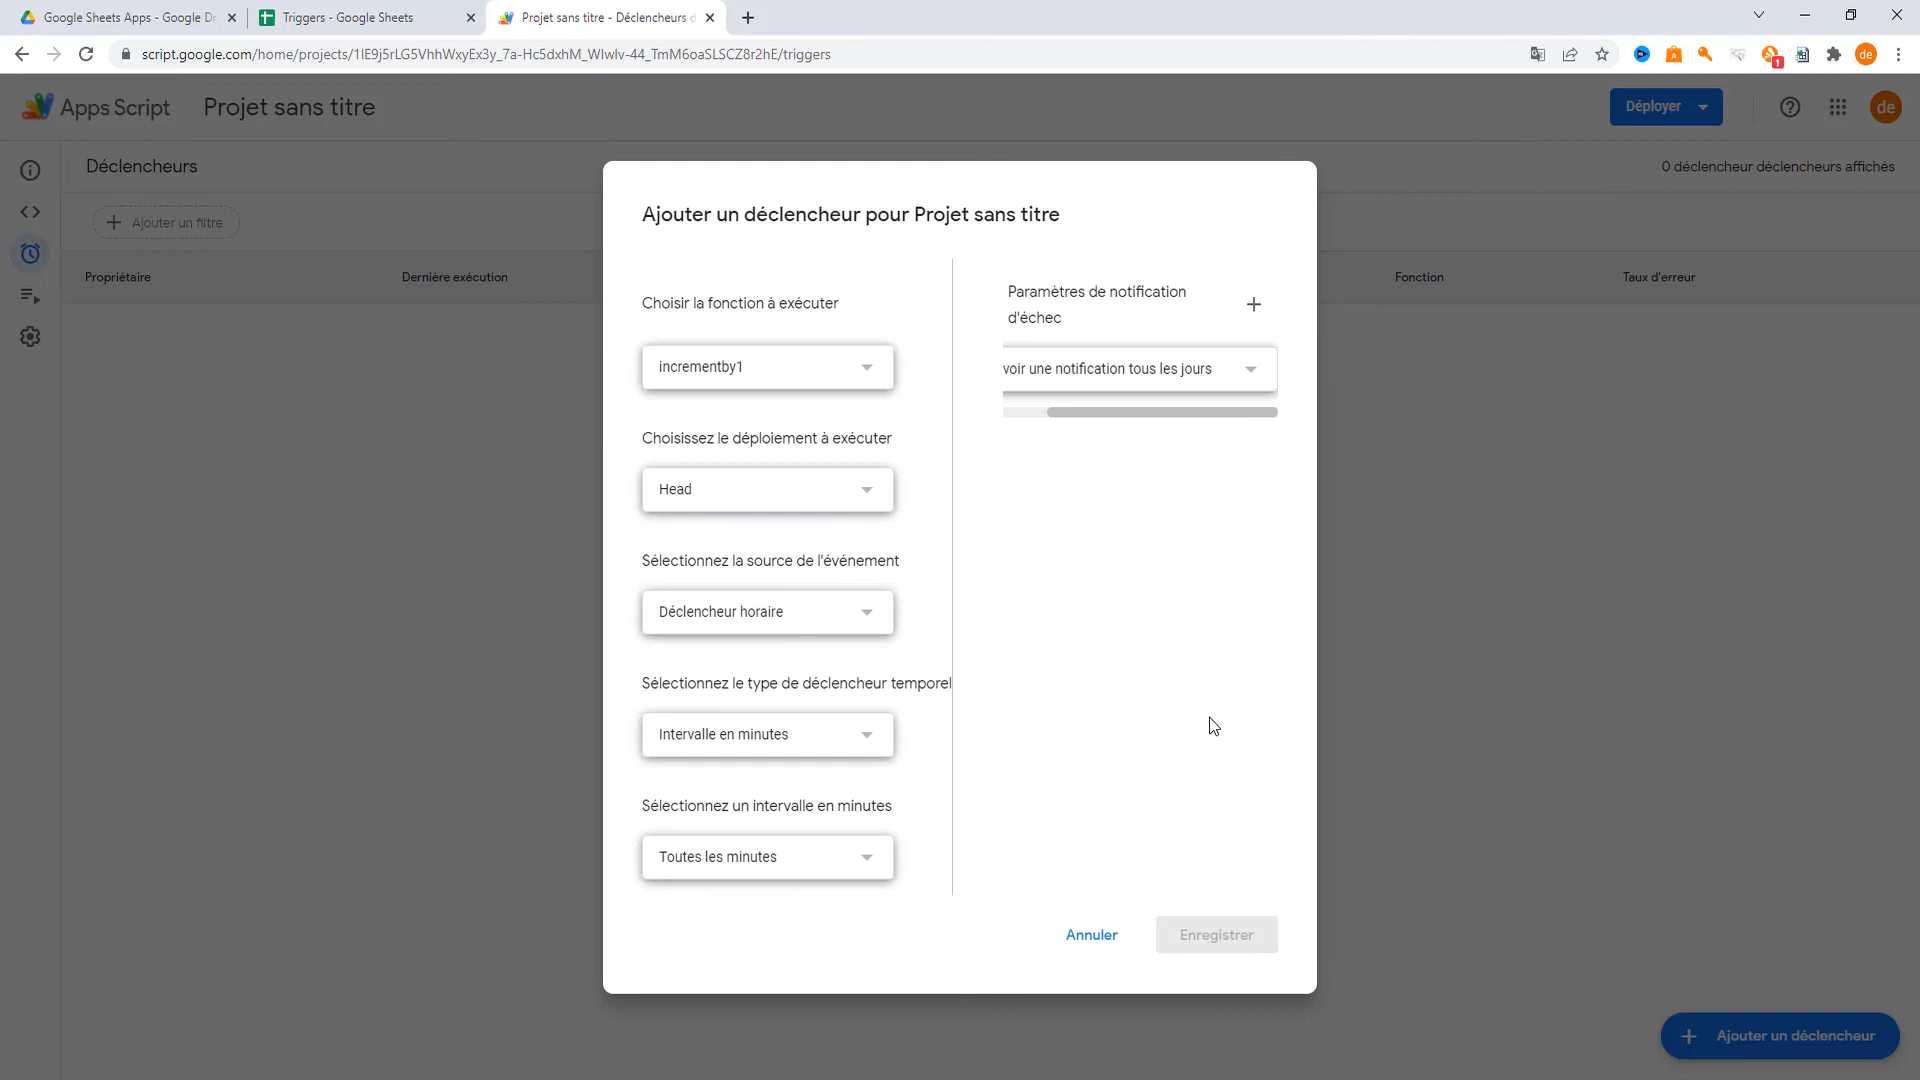 Google Sheets Apps - Google Dr
Triggers - Google Sheets
Projet sans titre - Déclencheurs d
script.google.com/home/projects/1IE9j5rLG5VhhWxyEx3y_7a-Hc5dxhM_WIwIv-44_TmM6oaSLSCZ8r2hE/triggers
1
de
Apps Script
Projet sans titre
Déployer
de
Déclencheurs
0 déclencheur déclencheurs affichés
Ajouter un filtre
Propriétaire
Dernière exécution
Fonction
Taux d'erreur
Ajouter un déclencheur pour Projet sans titre
Choisir la fonction à exécuter
incrementby1
Choisissez le déploiement à exécuter
Head
Sélectionnez la source de l'événement
Déclencheur horaire
Sélectionnez le type de déclencheur temporel
Intervalle en minutes
Sélectionnez un intervalle en minutes
Toutes les minutes
Paramètres de notification
d'échec
voir une notification tous les jours
Annuler
Enregistrer
Ajouter un déclencheur